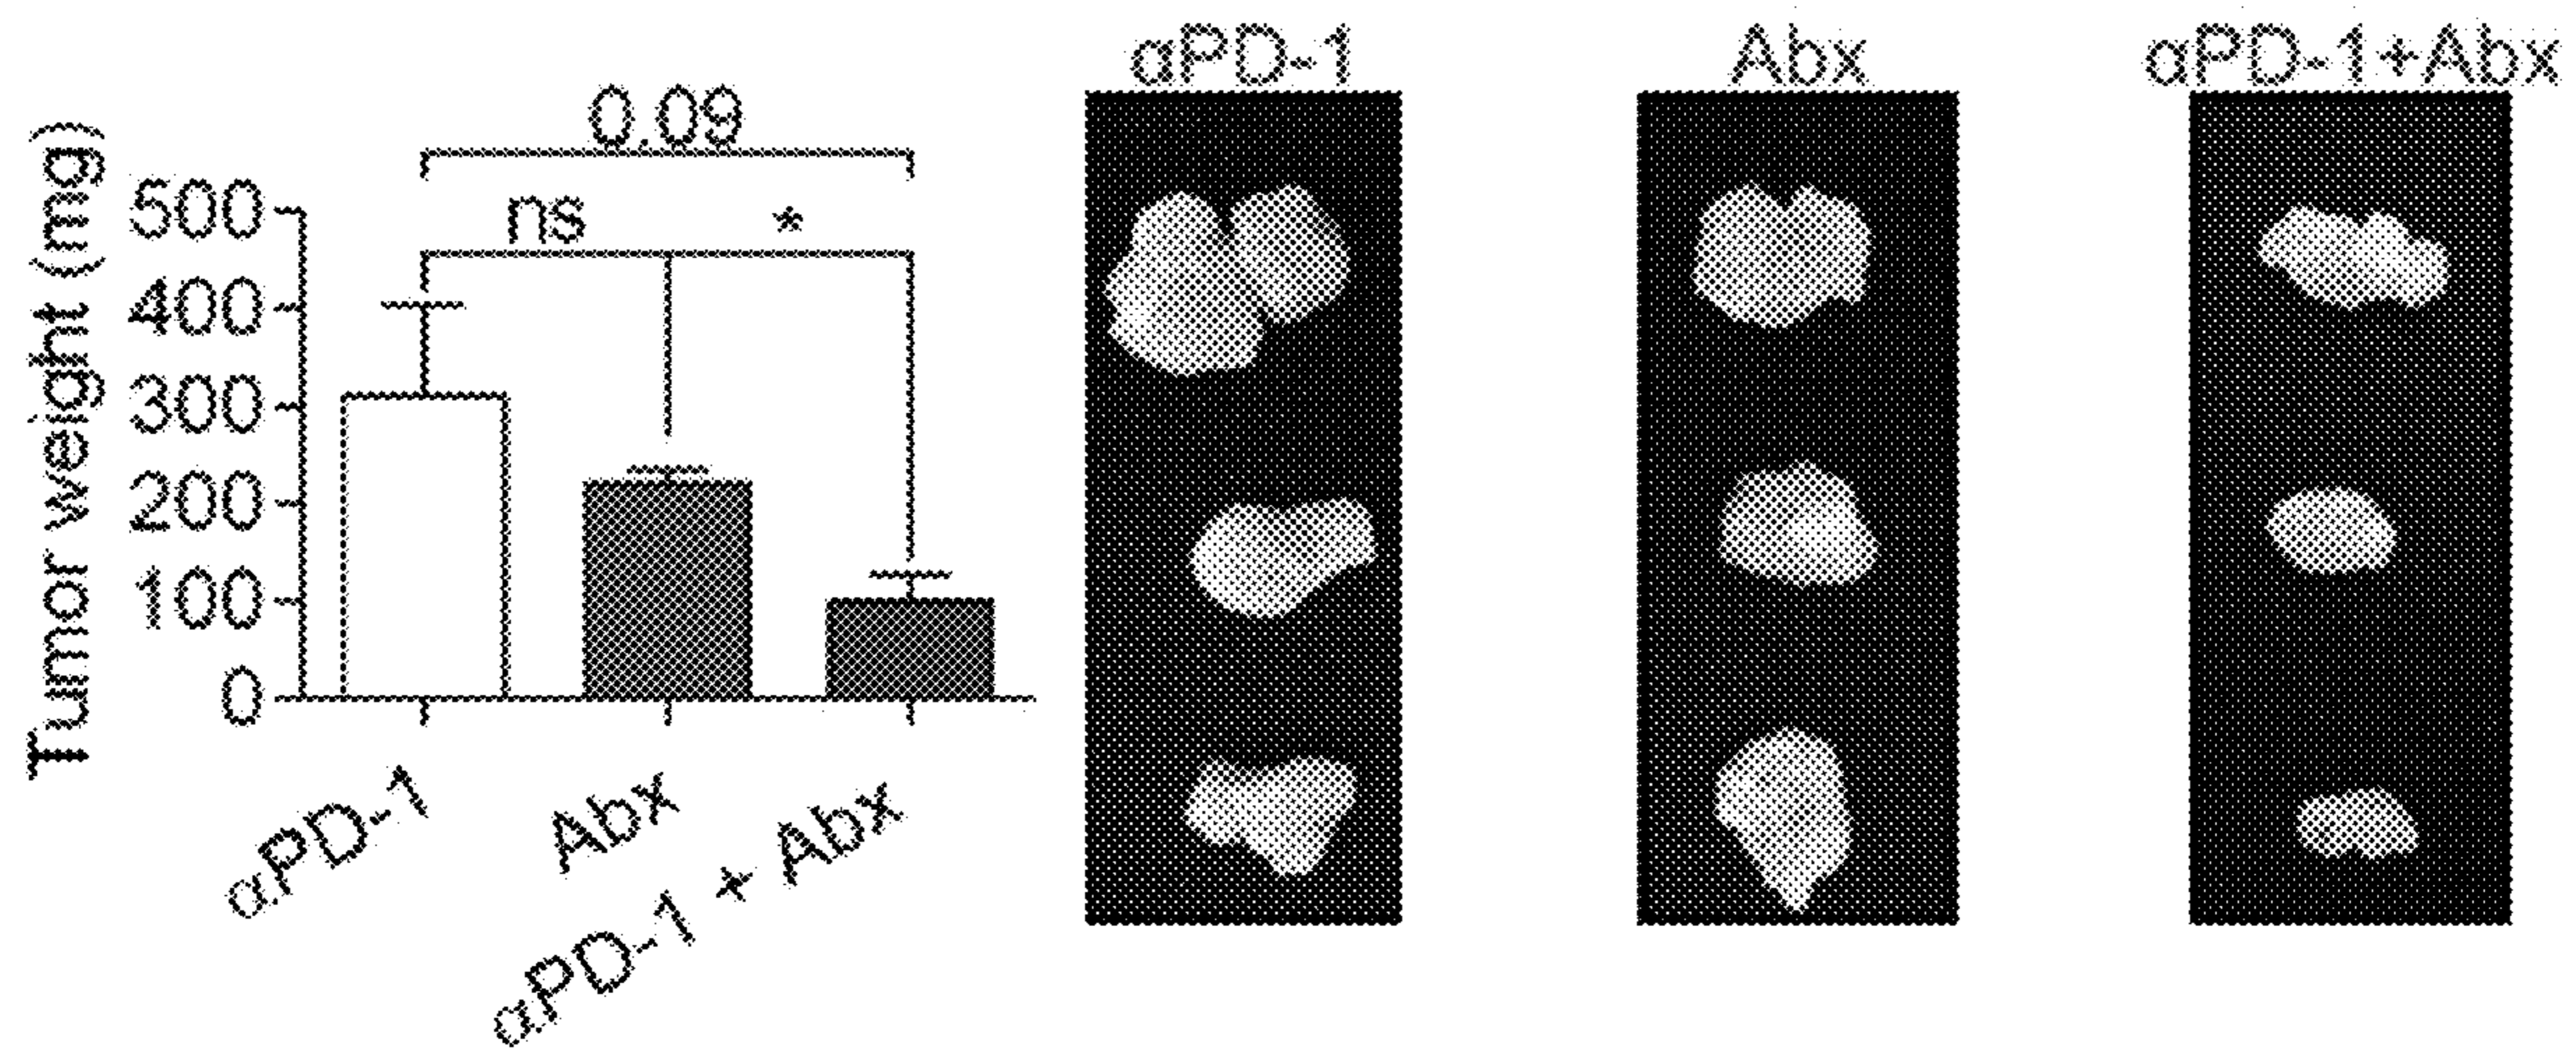 Tumor weight (mg)
500
400
300
200
100
0
0.09
ns
*
αPD-1
Abx
αPD-1 + Abx
αPD-1
Abx
αPD-1+Abx